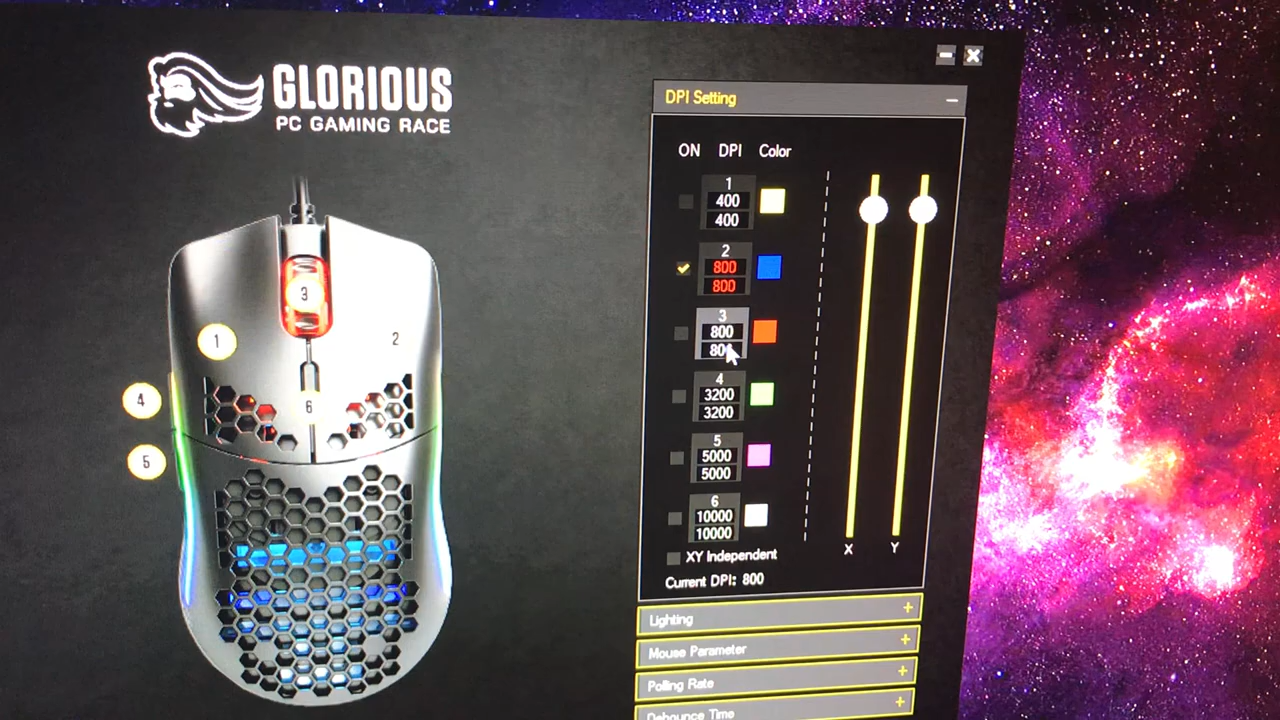 GLORIOUS
PC GAMING RACE
DPI Setting
ON DPI Color
1
400
400
2
800
800
3
800
3
1
2
4
6
5
4
3200
3200
5
5000
5000
6
10000
10000
X Y
XY Independent
Current DPI: 800
Lighting
Mouse Parameter
Polling Rate
Debounce Time